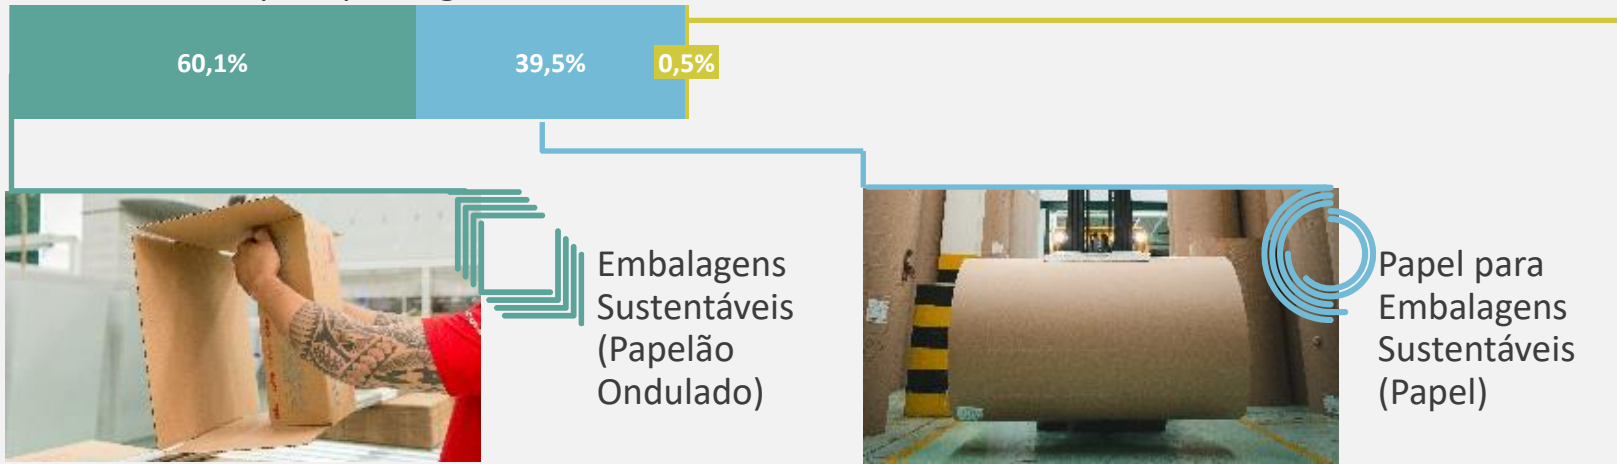 60,1%
39,5%
0,5%
Embalagens
Sustentáveis
(Papelão
Ondulado)
Papel para
Embalagens
Sustentáveis
(Papel)